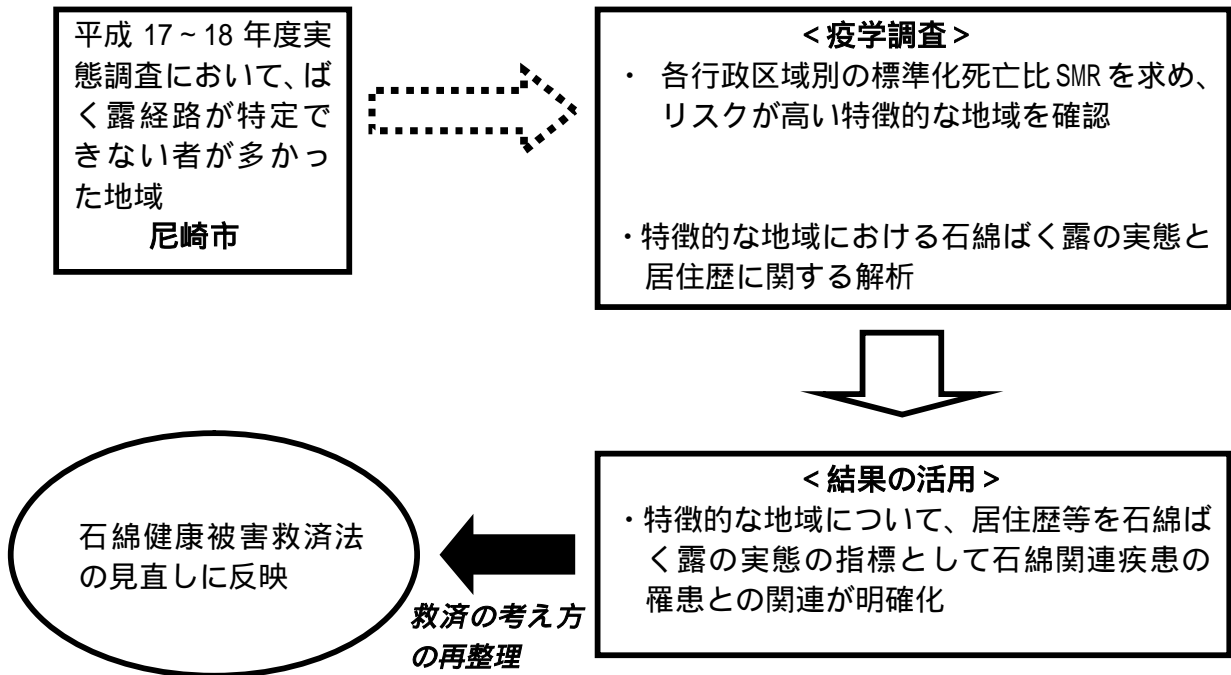 平成 17~18 年度実
態調査において、ば
く露経路が特定で
きない者が多かっ
た地域
尼崎市
<疫学調査>
・ 各行政区域別の標準化死亡比 SMR を求め、
リスクが高い特徴的な地域を確認
・特徴的な地域における石綿ばく露の実態と
居住歴に関する解析
<結果の活用>
・特徴的な地域について、居住歴等を石綿ば
く露の実態の指標として石綿関連疾患の
罹患との関連が明確化
救済の考え方
の再整理
石綿健康被害救済法
の見直しに反映